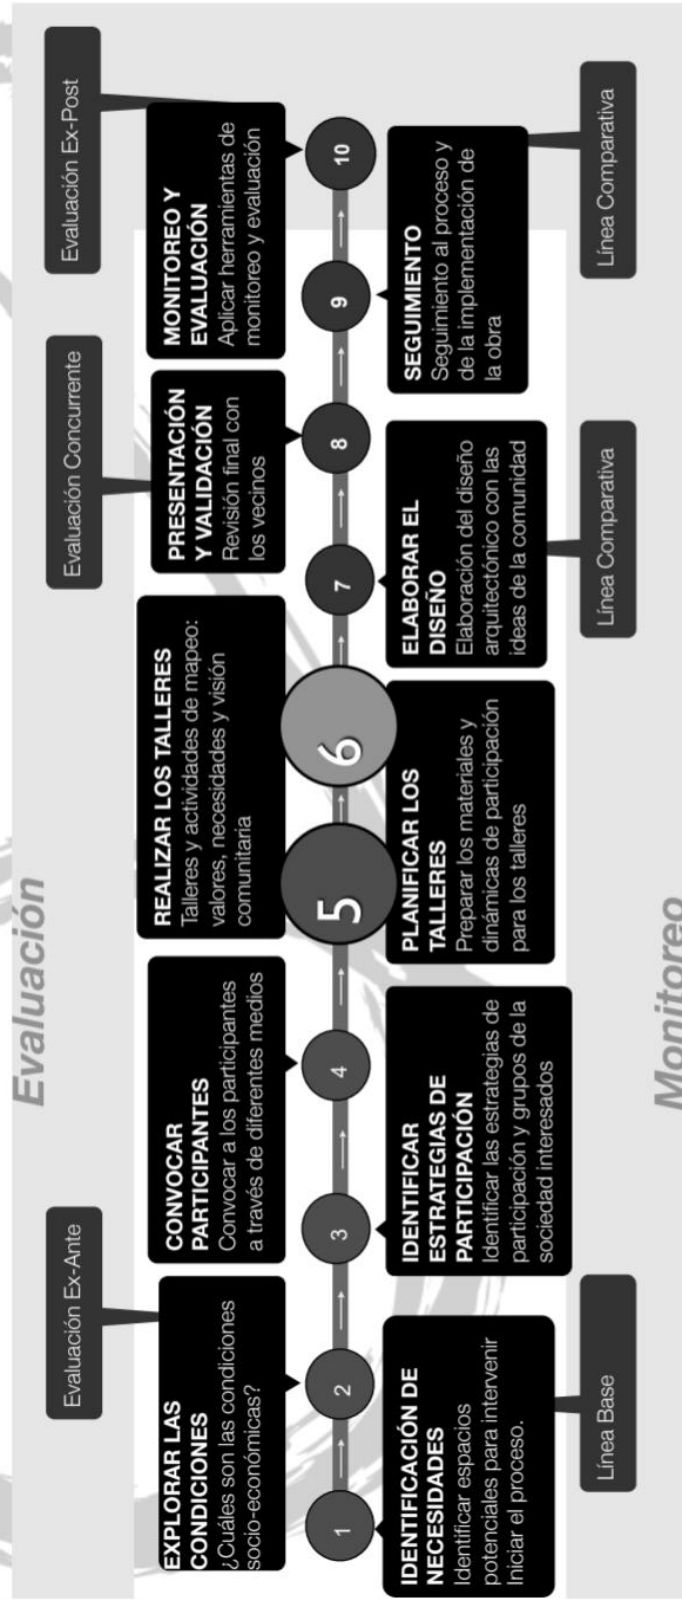 Evaluación
Evaluación Ex-Ante
Evaluación Concurrente
Evaluación Ex-Post
EXPLORAR LAS
CONDICIONES
¿Cuáles son las condiciones
socio-económicas?
CONVOCAR
PARTICIPANTES
Convocar a los participantes
a través de diferentes medios
REALIZAR LOS TALLERES
Talleres y actividades de mapeo:
valores, necesidades y visión
comunitaria
PRESENTACIÓN
Y VALIDACIÓN
Revisión final con
los vecinos
MONITOREO Y
EVALUACIÓN
Aplicar herramientas de
monitoreo y evaluación
1
2
3
4
5
6
7
8
9
10
IDENTIFICACIÓN DE
NECESIDADES
Identificar espacios
potenciales para intervenir
Iniciar el proceso.
IDENTIFICAR
ESTRATEGIAS DE
PARTICIPACIÓN
Identificar las estrategias de
participación y grupos de la
sociedad interesados
PLANIFICAR LOS
TALLERES
Preparar los materiales y
dinámicas de participación
para los talleres
ELABORAR EL
DISEÑO
Elaboración del diseño
arquitectónico con las
ideas de la comunidad
SEGUIMIENTO
Seguimiento al proceso y
de la implementación de
la obra
Línea Base
Línea Comparativa
Línea Comparativa
Monitoreo